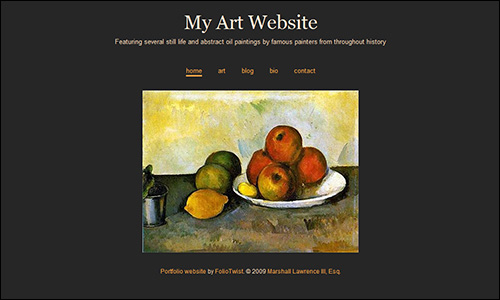 My Art Website
Featuring several still life and abstract oil paintings by famous painters from throughout history
home art blog bio contact
Portfolio website by FolioTwist. © 2009 Marshall Lawrence III, Esq.